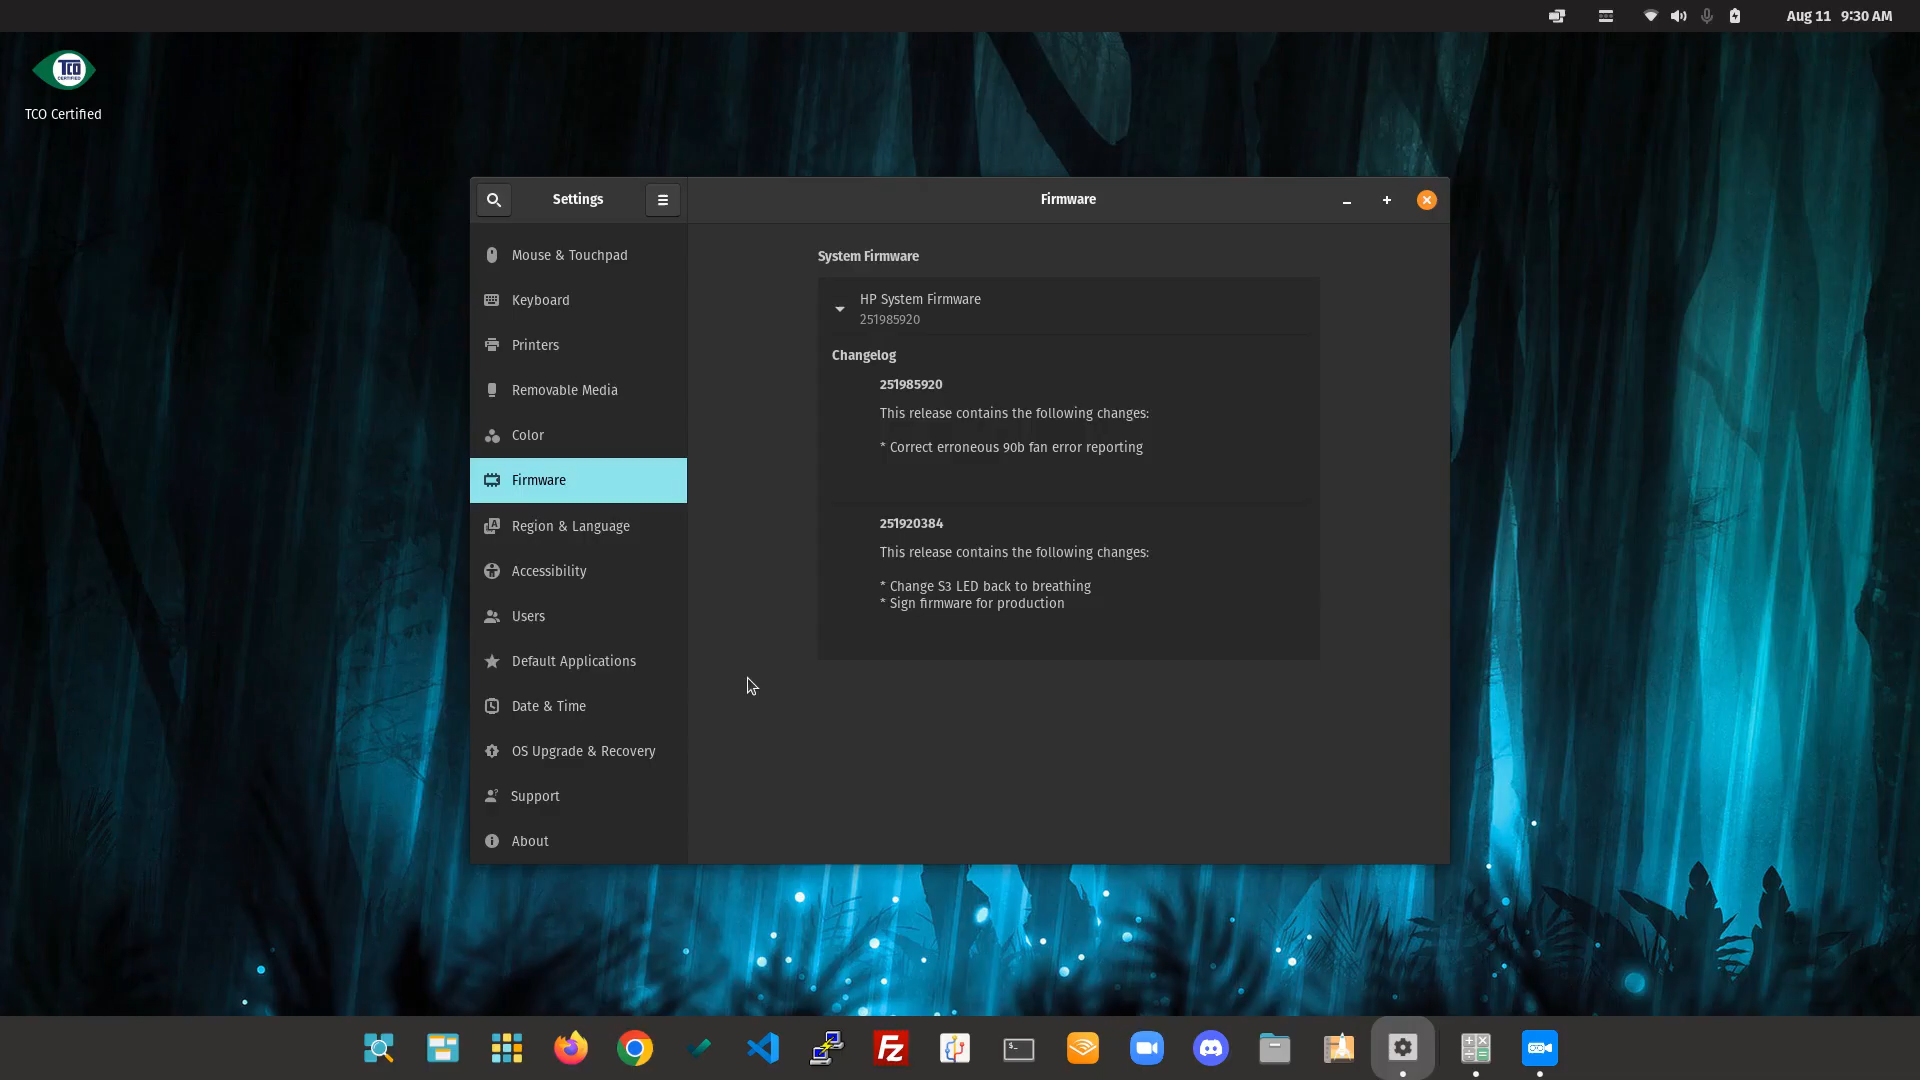 Aug 11 9:30 AM
TCO
CERTIFIED
TCO Certified
Settings
Firmware
Mouse & Touchpad
Keyboard
Printers
Removable Media
Color
Firmware
Region & Language
Accessibility
Users
Default Applications
Date & Time
OS Upgrade & Recovery
Support
About
System Firmware
HP System Firmware
251985920
Changelog
251985920
This release contains the following changes:
* Correct erroneous 90b fan error reporting
251920384
This release contains the following changes:
* Change S3 LED back to breathing
* Sign firmware for production
FZ
$_